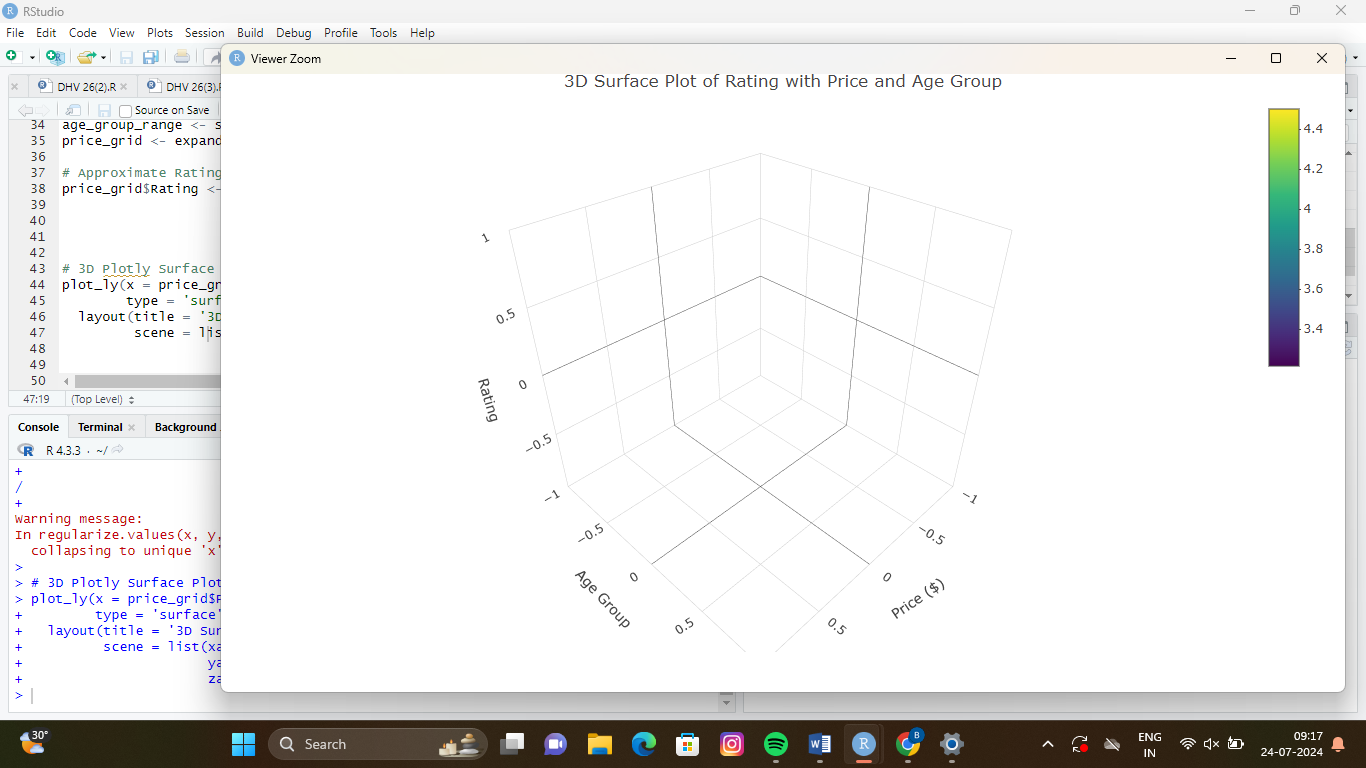 RStudio
File Edit Code View Plots Session Build Debug Profile Tools Help
Viewer Zoom
DHV 26(2).R
DHV 26(3).R
Source on Save
34 age_group_range <- s
35 price_grid <- expand
36
37 # Approximate Rating
38 price_grid$Rating <-
39
40
41
42
43 # 3D Plotly Surface
44 plot_ly(x = price_gr
45 type = 'surf
46 layout(title = '3D
47 scene = lis
48
49
50
47:19 (Top Level)
Console Terminal Background
R 4.3.3 · ~/
+
/
+
Warning message:
In regularize.values(x, y,
collapsing to unique 'x'
>
> # 3D Plotly Surface Plot
> plot_ly(x = price_grid$P
+ type = 'surface'
+ layout(title = '3D Sur
+ scene = list(xa
+ ya
+ za
>
3D Surface Plot of Rating with Price and Age Group
1
0.5
0
−0.5
−1
Rating
−0.5
0
0.5
Age Group
−1
−0.5
0
0.5
Price ($)
4.4
4.2
4
3.8
3.6
3.4
30°
Search
B
ENG
IN
09:17
24-07-2024